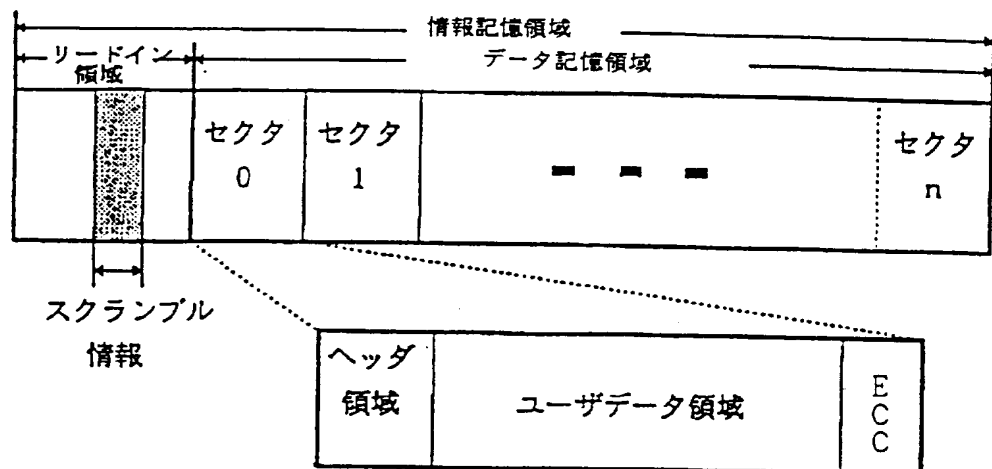 情報記憶領域
リードイン
領域
データ記憶領域
セクタ
0
セクタ
1
セクタ
n
スクランブル
情報
ヘッダ
領域
ユーザデータ領域
ECC